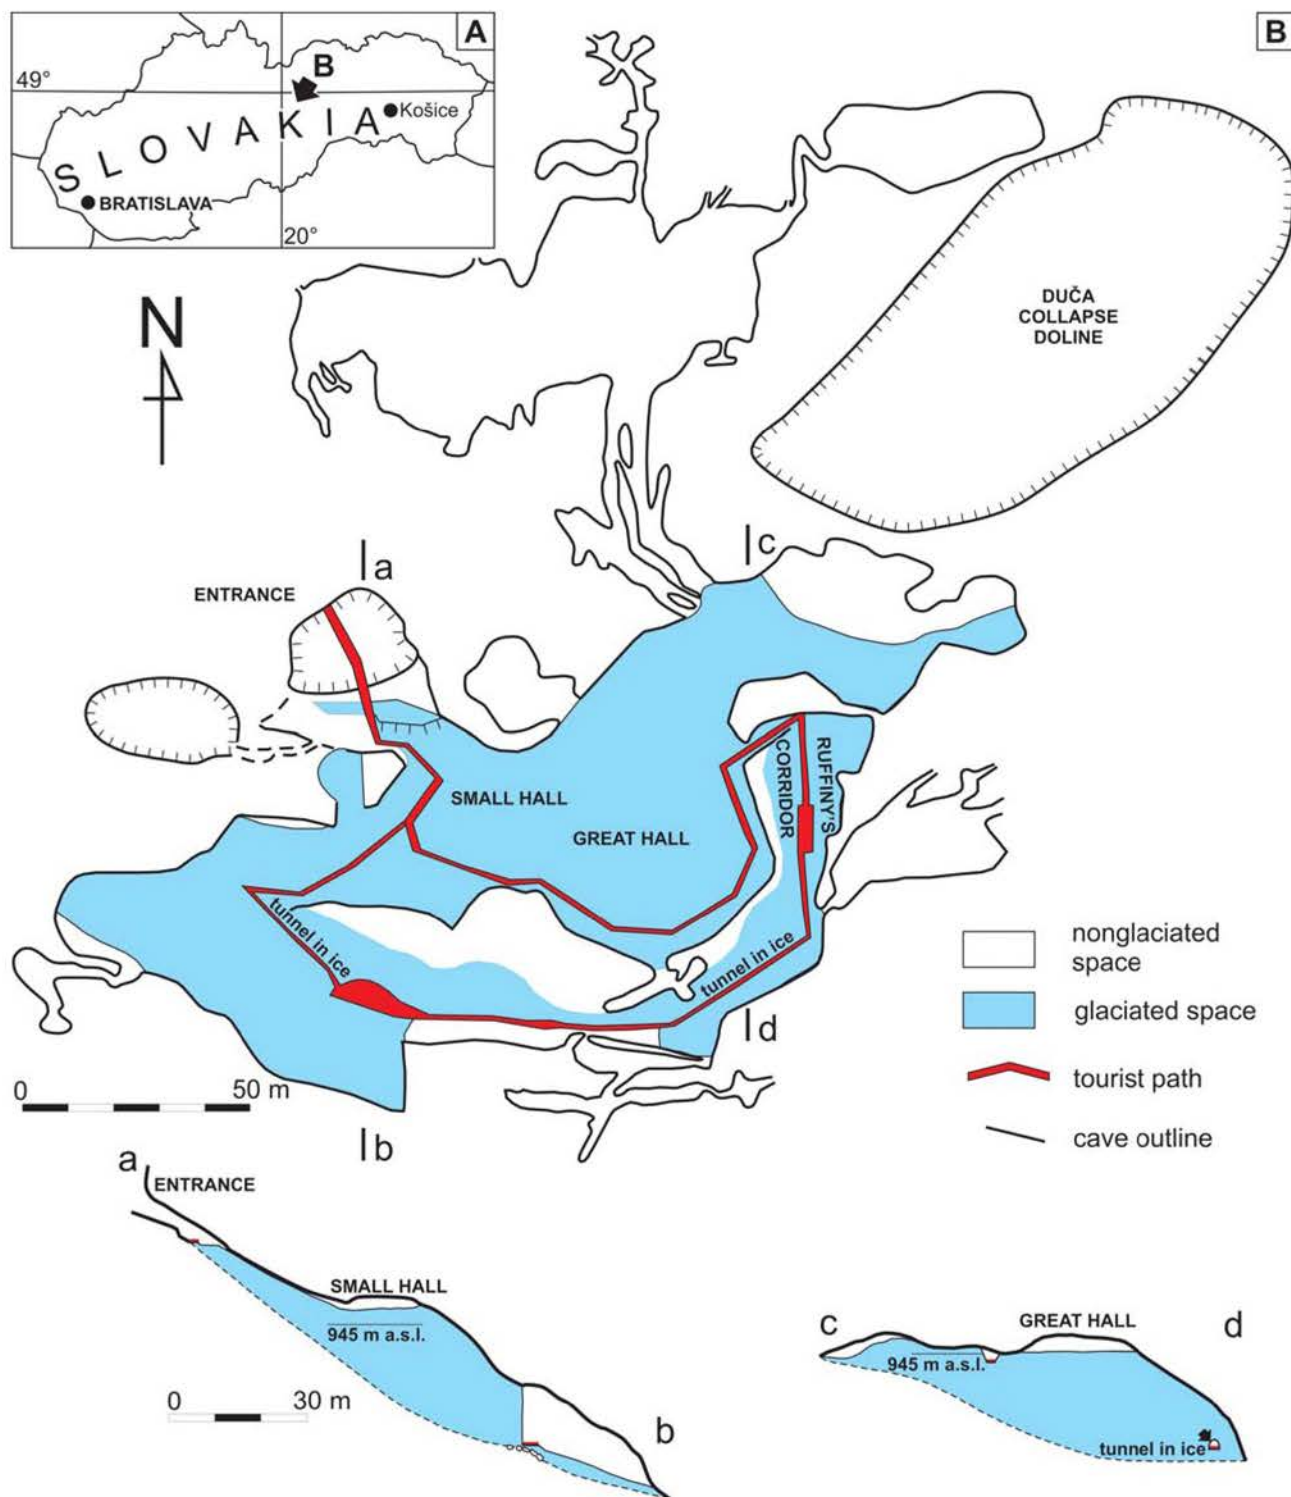 A
B
49°
B
Košice
SLOVAKIA
BRATISLAVA
20°
N
DUČA
COLLAPSE
DOLINE
a
c
ENTRANCE
SMALL HALL
GREAT HALL
RUFFINY'S
CORRIDOR
tunnel in ice
tunnel in ice
d
b
0 50 m
nonglaciated
space
glaciated space
tourist path
cave outline
a
ENTRANCE
SMALL HALL
945 m a.s.l.
0 30 m
b
c
GREAT HALL
d
945 m a.s.l.
tunnel in ice